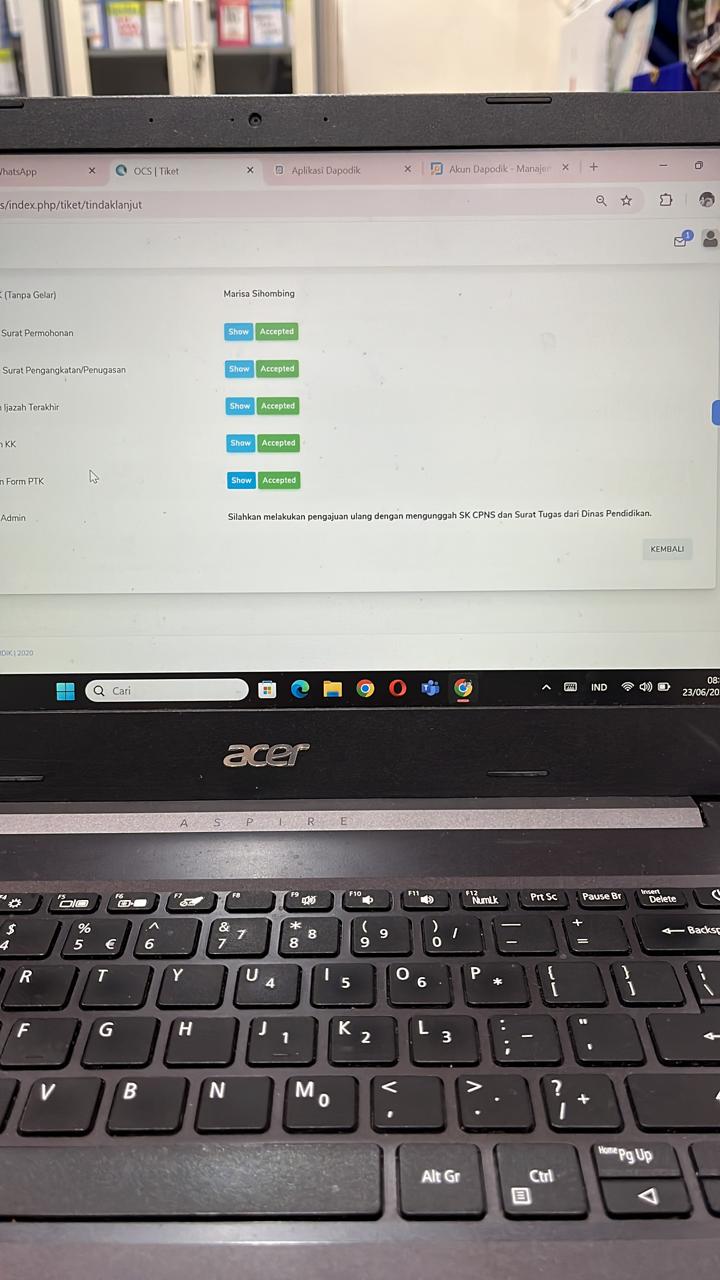 WhatsApp
OCS | Tiket
Aplikasi Dapodik
Akun Dapodik - Manajem
s/index.php/tiket/tindaklanjut
1
K (Tanpa Gelar)
Marisa Sihombing
Surat Permohonan
Show
Accepted
Surat Pengangkatan/Penugasan
Show
Accepted
n Ijazah Terakhir
Show
Accepted
n KK
Show
Accepted
n Form PTK
Show
Accepted
Admin
Silahkan melakukan pengajuan ulang dengan mengunggah SK CPNS dan Surat Tugas dari Dinas Pendidikan.
KEMBALI
DIK | 2020
Cari
IND
08:
23/06/20
acer
ASPIRE
F4 F5 F6 F7 F8 F9 F10 F11 F12 NumLk Prt Sc Pause Br Insert Delete
$ 4 % 5 € ^ 6 & 7 7 * 8 8 ( 9 9 ) 0 / — – + = ← Backsp
R T Y U 4 I 5 O 6 P * { [ } ] ¦ \
F G H J 1 K 2 L 3 : ; – " '
V B N M 0 < , > . . ? / +
Alt Gr Ctrl Home Pg Up